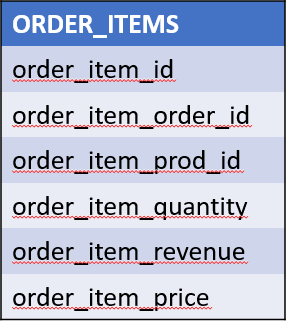 ORDER_ITEMS
order_item_id
order_item_order_id
order_item_prod_id
order_item_quantity
order_item_revenue
order_item_price